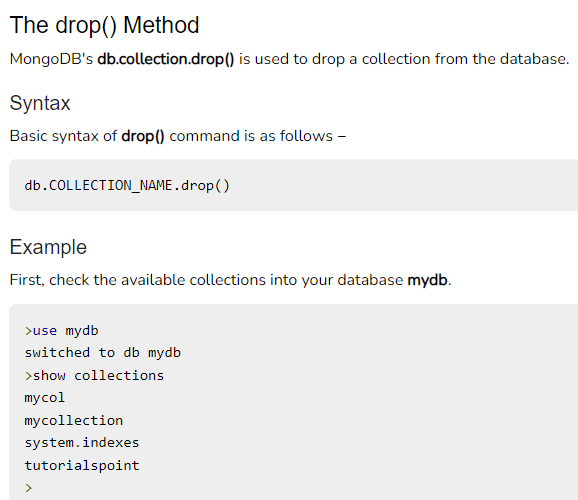 The drop() Method
MongoDB's db.collection.drop() is used to drop a collection from the database.
Syntax
Basic syntax of drop() command is as follows −
db.COLLECTION_NAME.drop()
Example
First, check the available collections into your database mydb.
>use mydb
switched to db mydb
>show collections
mycol
mycollection
system.indexes
tutorialspoint
>